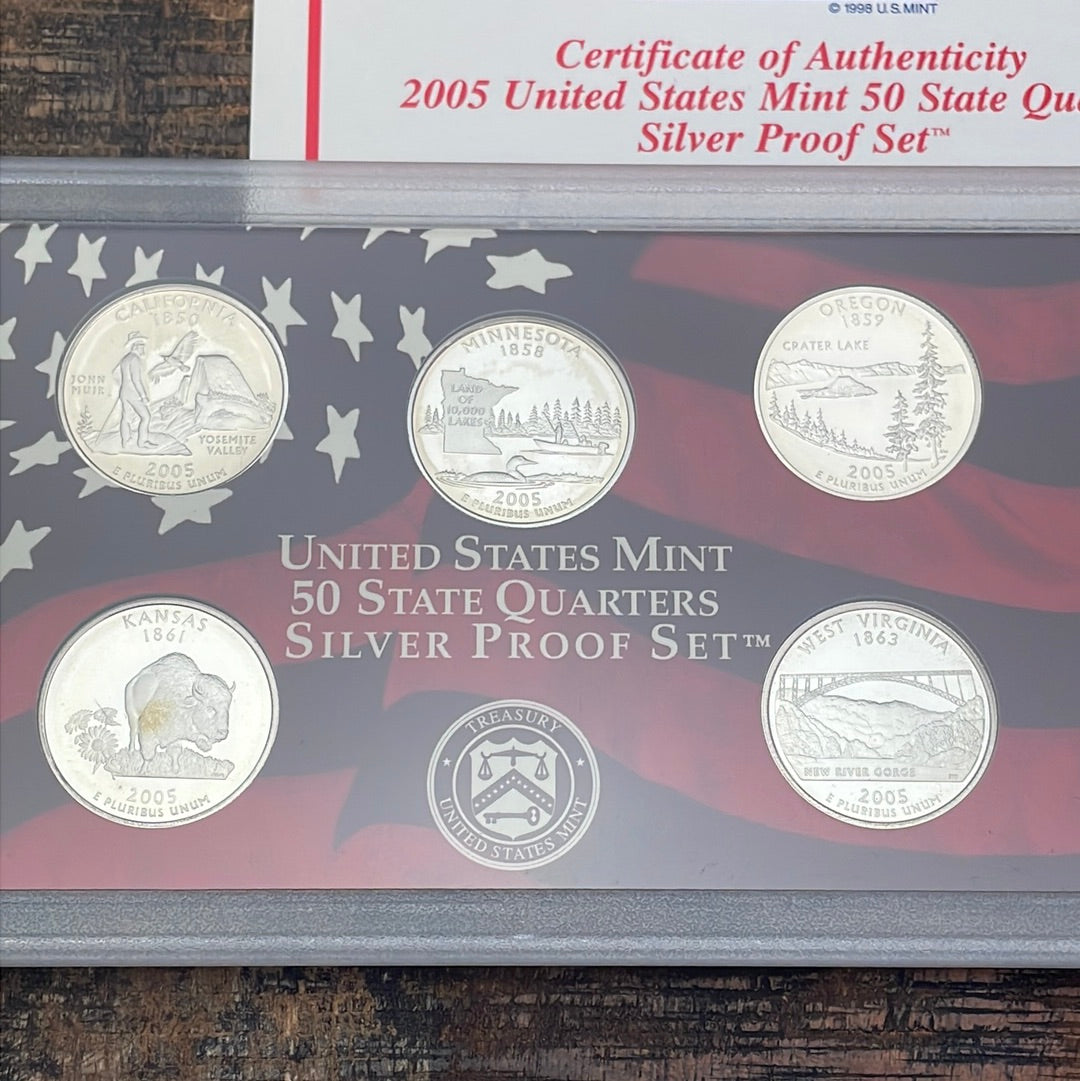 © 1998 U.S. MINT
Certificate of Authenticity
2005 United States Mint 50 State
Silver Proof Set™
CALIFORNIA
1850
JOHN
MUIR
YOSEMITE
VALLEY
2005
E PLURIBUS UNUM
MINNESOTA
1858
LAND
OF
10,000
LAKES
2005
E PLURIBUS UNUM
OREGON
1859
CRATER LAKE
2005
E PLURIBUS UNUM
UNITED STATES MINT
50 STATE QUARTERS
SILVER PROOF SET™
KANSAS
1861
2005
E PLURIBUS UNUM
TREASURY
UNITED STATES MINT
WEST VIRGINIA
1863
NEW RIVER GORGE
2005
E PLURIBUS UNUM